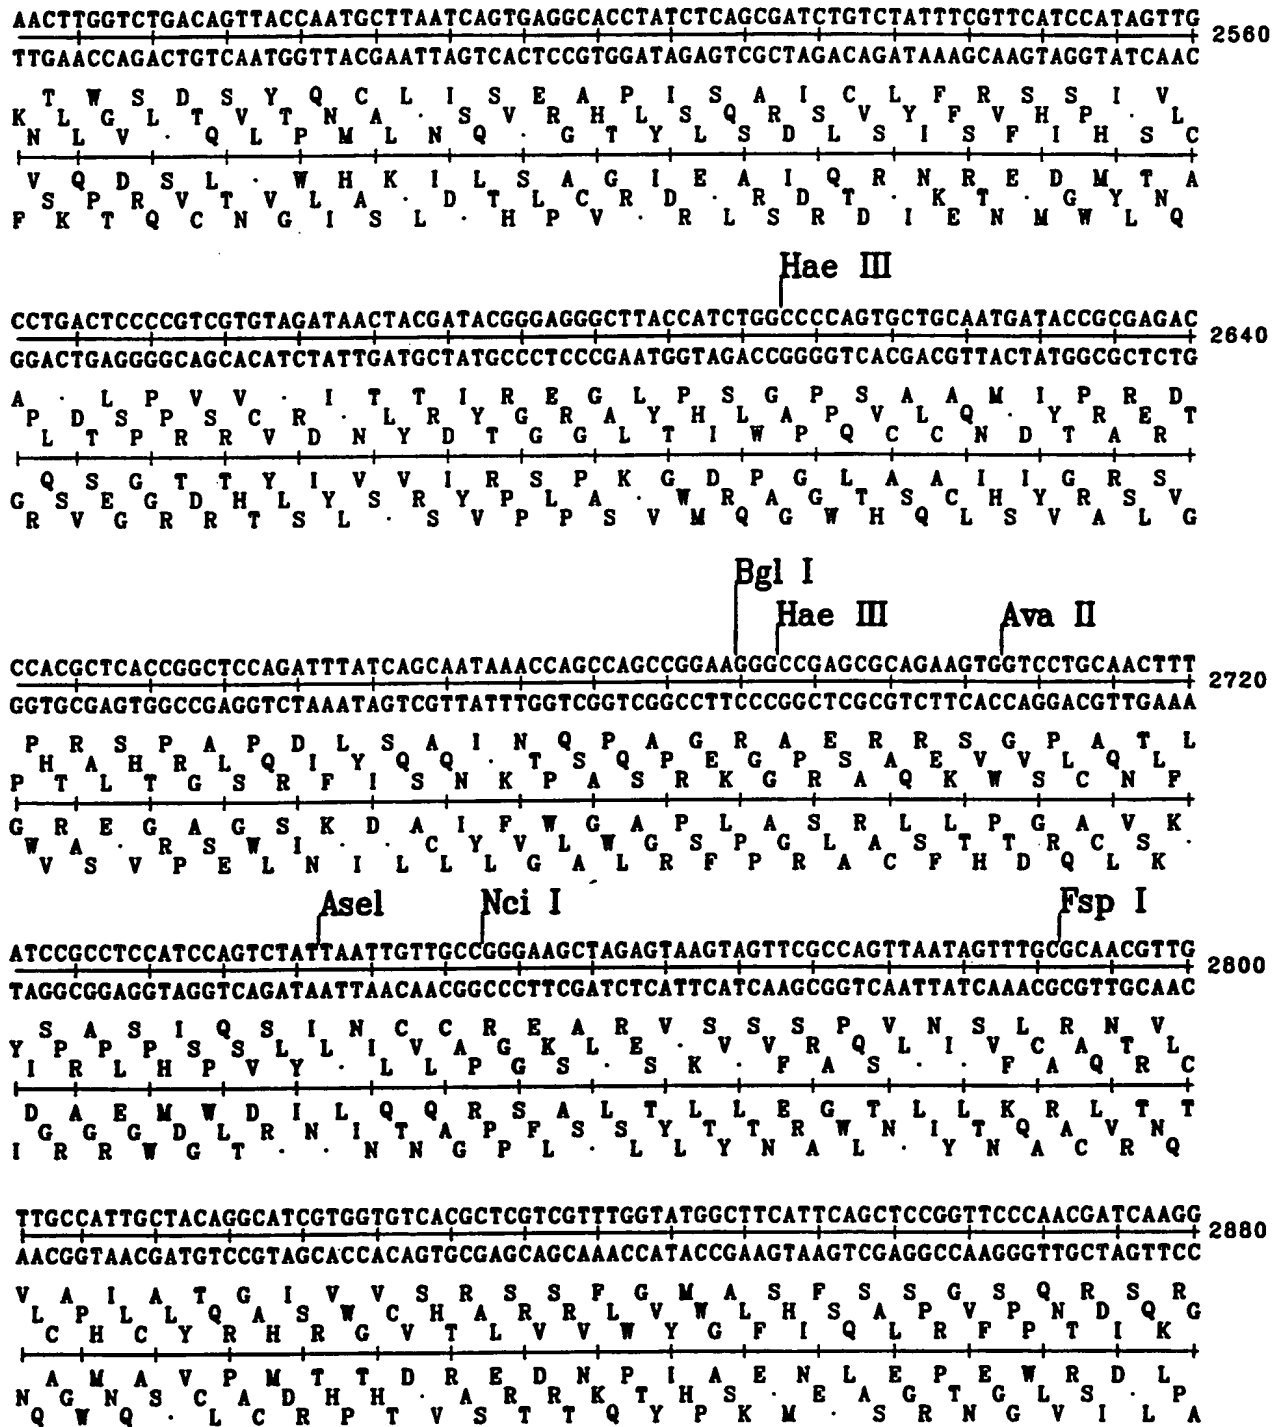 AACTTGGTCTGACAGTTACCAATGCTTAATCAGTGAGGCACCTATCTCAGCGATCTGTCTATTTCGTTCATCCATAGTTG
2560
TTGAACCAGACTGTCAATGGTTACGAATTAGTCACTCCGTGGATAGAGTCGCTAGACAGATAAAGCAAGTAGGTATCAAC
T W S D S Y Q C L I S E A P I S A I C L F R S S I V
K L G L T V T N A · S V R H L S Q R S V Y F V H P · L
N L V · Q L P M L N Q · G T Y L S D L S I S F I H S C
V Q D S L · W H K I L S A G I E A I Q R N R E D M T A
S P R V T V L A · D T L C R D · R D T · K T · G Y N
F K T Q C N G I S L · H P V · R L S R D I E N M W L Q
Hae III
CCTGACTCCCCGTCGTGTAGATAACTACGATACGGGAGGGCTTACCATCTGGCCCCAGTGCTGCAATGATACCGCGAGAC
2640
GGACTGAGGGGCAGCACATCTATTGATGCTATGCCCTCCCGAATGGTAGACCGGGGTCACGACGTTACTATGGCGCTCTG
A · L P V V · I T T I R E G L P S G P S A A M I P R D
P D S P S C R · L R Y G R A Y H L A P V L Q · Y R E T
L T P R R V D N Y D T G G L T I W P Q C C N D T A R
Q S G T T Y I V V I R S P K G D P G L A A I I G R S
G S E G D H L Y S R Y P L A · W R A G T S C H Y R S V
R V G R R T S L · S V P P S V M Q G W H Q L S V A L G
Bgl I
Hae III Ava II
CCACGCTCACCGGCTCCAGATTTATCAGCAATAAACCAGCCAGCCGGAAGGGCCGAGCGCAGAAGTGGTCCTGCAACTTT
2720
GGTGCGAGTGGCCGAGGTCTAAATAGTCGTTATTTGGTCGGTCGGCCTTCCCGGCTCGCGTCTTCACCAGGACGTTGAAA
P R S P A P D L S A I N Q P A G R A E R R S G P A T L
H A H R L Q I Y Q Q · T S Q P E G P S A E V V L Q L
P T L T G S R F I S N K P A S R K G R A Q K W S C N F
G R E G A G S K D A I F W G A P L A S R L L P G A V K
W A · R S W I · · C Y V L W G S P G L A S T T R C S ·
V S V P E L N I L L L G A L R F P R A C F H D Q L K
AseI Nci I Fsp I
ATCCGCCTCCATCCAGTCTATTAATTGTTGCCGGGAAGCTAGAGTAAGTAGTTCGCCAGTTAATAGTTTGCGCAACGTTG
2800
TAGGCGGAGGTAGGTCAGATAATTAACAACGGCCCTTCGATCTCATTCATCAAGCGGTCAATTATCAAACGCGTTGCAAC
S A S I Q S I N C C R E A R V S S S P V N S L R N V
Y P P P S S L L I V A G K L E · V V R Q L I V C A T L
I R L H P V Y · L L P G S · S K · F A S · · F A Q R C
D A E M W D I L Q Q R S A L T L L E G T L L K R L T T
G G G D L R N I T A P F S S Y T T R W N I T Q A V N
I R R W G T · · N N G P L · L L Y N A L · Y N A C R Q
TTGCCATTGCTACAGGCATCGTGGTGTCACGCTCGTCGTTTGGTATGGCTTCATTCAGCTCCGGTTCCCAACGATCAAGG
2880
AACGGTAACGATGTCCGTAGCACCACAGTGCGAGCAGCAAACCATACCGAAGTAAGTCGAGGCCAAGGGTTGCTAGTTCC
V A I A T G I V V S R S S F G M A S F S S G S Q R S R
L P L L Q A S W C H A R R L V W L H S A P V P N D Q G
C H C Y R H R G V T L V V W Y G F I Q L R F P T I K
A M A V P M T T D R E D N P I A E N L E P E W R D L
N G N S C A D H H · A R R K T H S · E A G T G L S · P
Q W Q · L C R P T V S T T Q Y P K M · S R N G V I L A